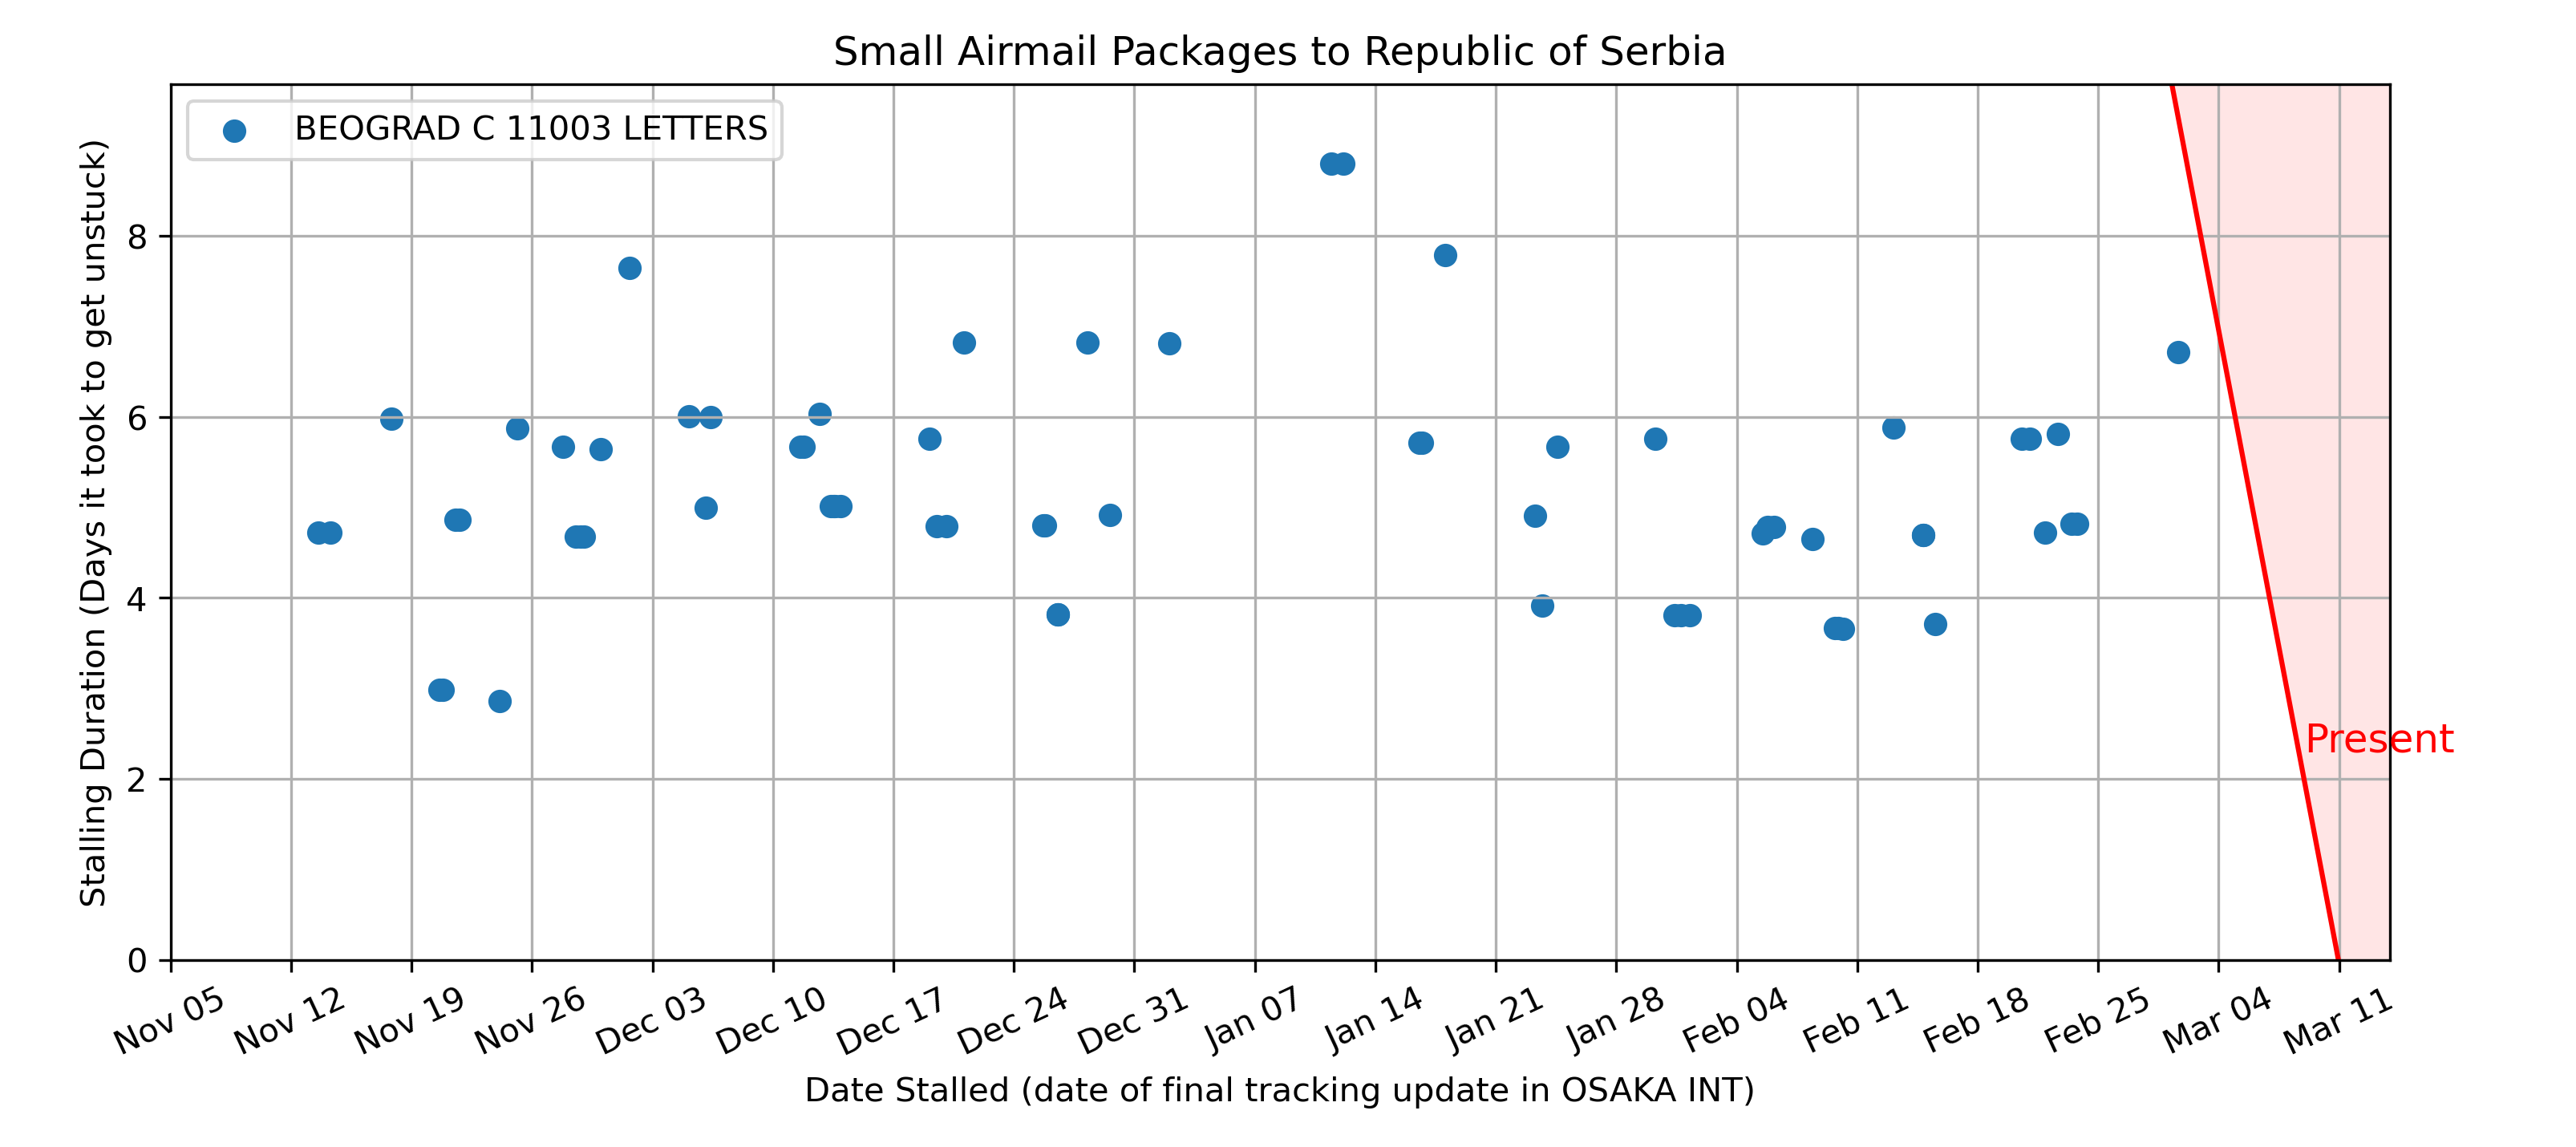 Small Airmail Packages to Republic of Serbia
BEOGRAD C 11003 LETTERS
Stalling Duration (Days it took to get unstuck)
8
6
4
2
0
Present
Nov 05 Nov 12 Nov 19 Nov 26 Dec 03 Dec 10 Dec 17 Dec 24 Dec 31 Jan 07 Jan 14 Jan 21 Jan 28 Feb 04 Feb 11 Feb 18 Feb 25 Mar 04 Mar 11
Date Stalled (date of final tracking update in OSAKA INT)